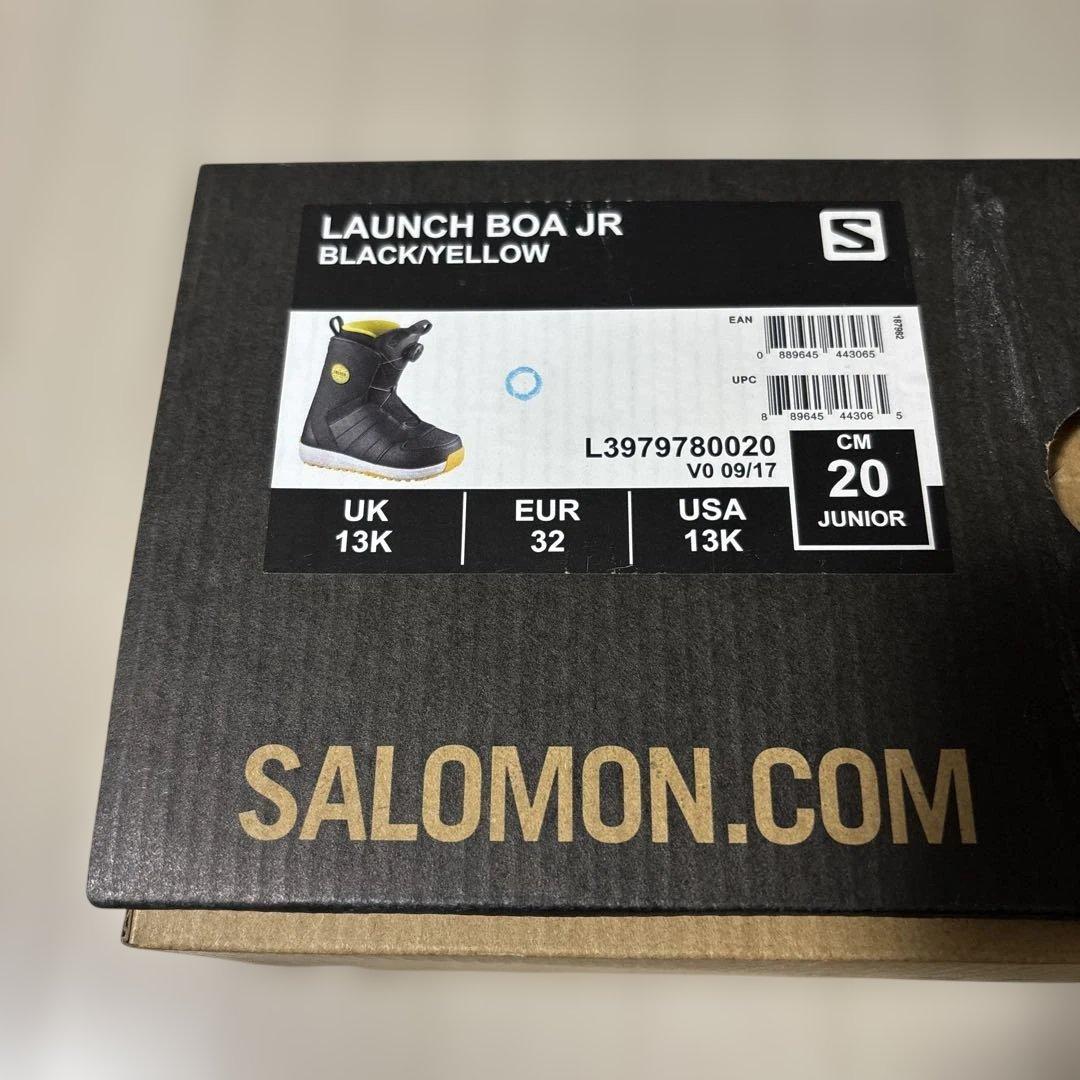 LAUNCH BOA JR
BLACK/YELLOW
S
EAN
0 889645 443065
187982
UPC
8 89645 44306 5
L3979780020
V0 09/17
UK
13K
EUR
32
USA
13K
CM
20
JUNIOR
SALOMON.COM